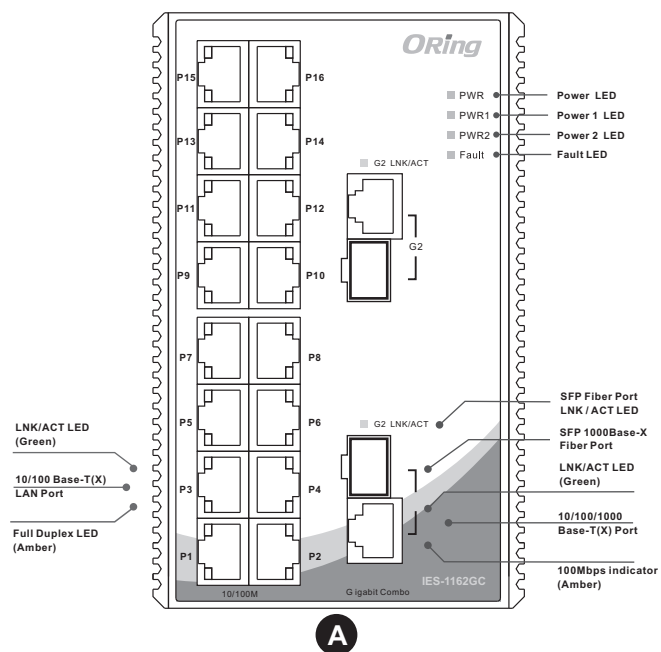 ORing
P15
P16
PWR
Power LED
PWR1
Power 1 LED
PWR2
Power 2 LED
Fault
Fault LED
P13
P14
G2 LNK/ACT
P11
P12
G2
P9
P10
P7
P8
P5
P6
G2 LNK/ACT
SFP Fiber Port
LNK / ACT LED
SFP 1000Base-X
Fiber Port
LNK/ACT LED
(Green)
LNK/ACT LED
(Green)
10/100 Base-T(X)
LAN Port
P3
P4
10/100/1000
Base-T(X) Port
Full Duplex LED
(Amber)
P1
P2
100Mbps indicator
(Amber)
IES-1162GC
10/100M
Gigabit Combo
A